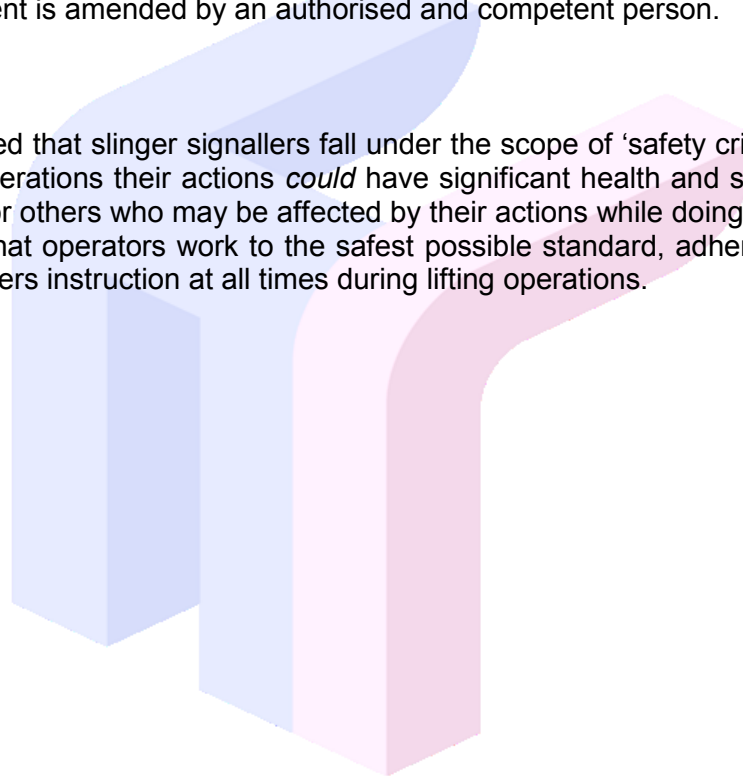 ent is amended by an authorised and competent person.
ed that slinger signallers fall under the scope of ‘safety cri
erations their actions could have significant health and s
or others who may be affected by their actions while doing
hat operators work to the safest possible standard, adher
ers instruction at all times during lifting operations.